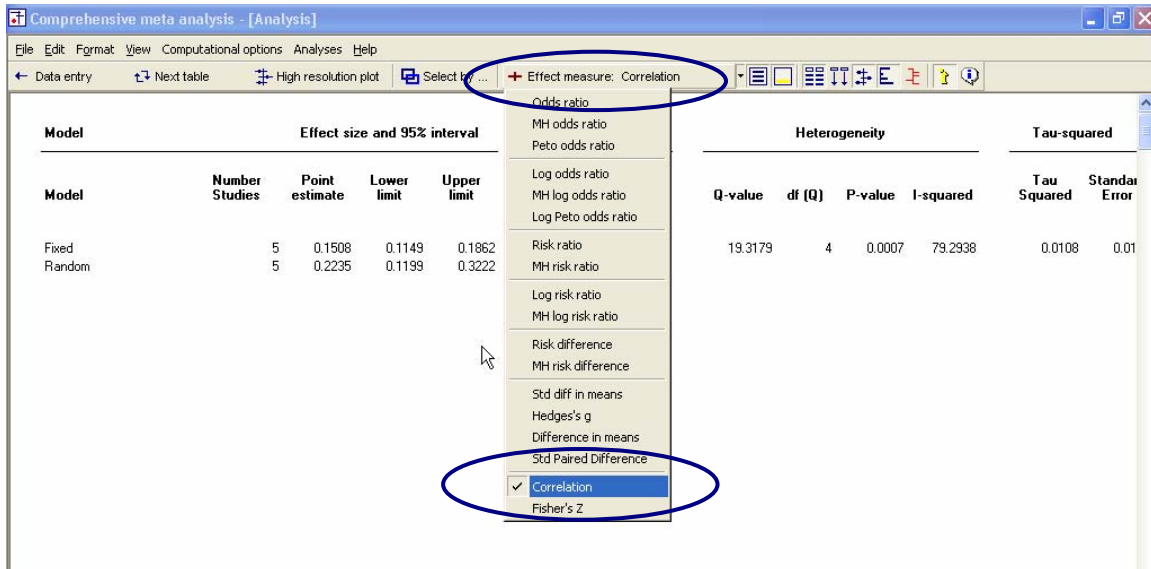 Comprehensive meta analysis - [Analysis]
File Edit Format View Computational options Analyses Help
Data entry Next table High resolution plot Select by ... Effect measure: Correlation
Model Effect size and 95% interval Heterogeneity Tau-squared
Model Number Studies Point estimate Lower limit Upper limit Q-value df (Q) P-value I-squared Tau Squared Standar Error
Fixed 5 0.1508 0.1149 0.1862 19.3179 4 0.0007 79.2938 0.0108 0.01
Random 5 0.2235 0.1199 0.3222
Odds ratio
MH odds ratio
Peto odds ratio
Log odds ratio
MH log odds ratio
Log Peto odds ratio
Risk ratio
MH risk ratio
Log risk ratio
MH log risk ratio
Risk difference
MH risk difference
Std diff in means
Hedges's g
Difference in means
Std Paired Difference
Correlation
Fisher's Z